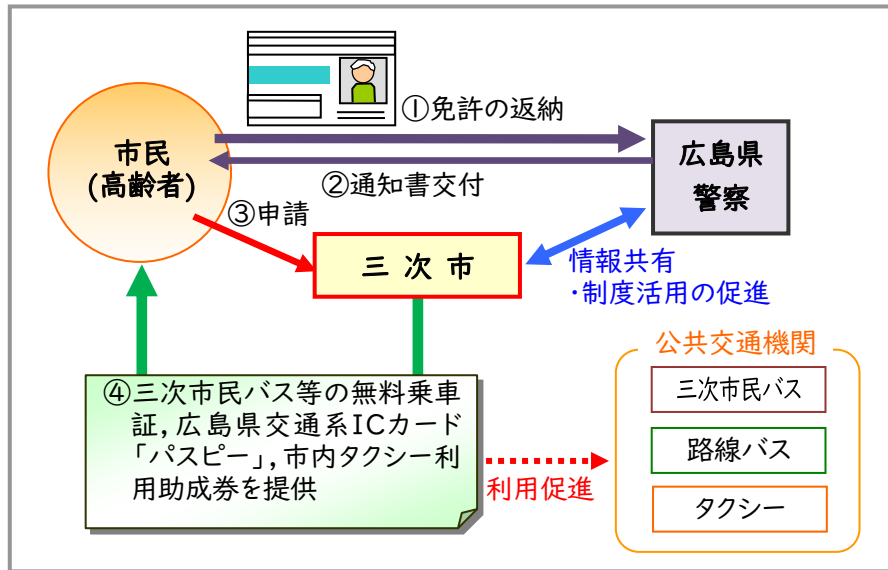 ①免許の返納
市民
(高齢者)
広島県
警察
②通知書交付
③申請
三次市
情報共有
・制度活用の促進
④三次市民バス等の無料乗車
証,広島県交通系ICカード
「パスピー」,市内タクシー利
用助成券を提供
利用促進
公共交通機関
三次市民バス
路線バス
タクシー